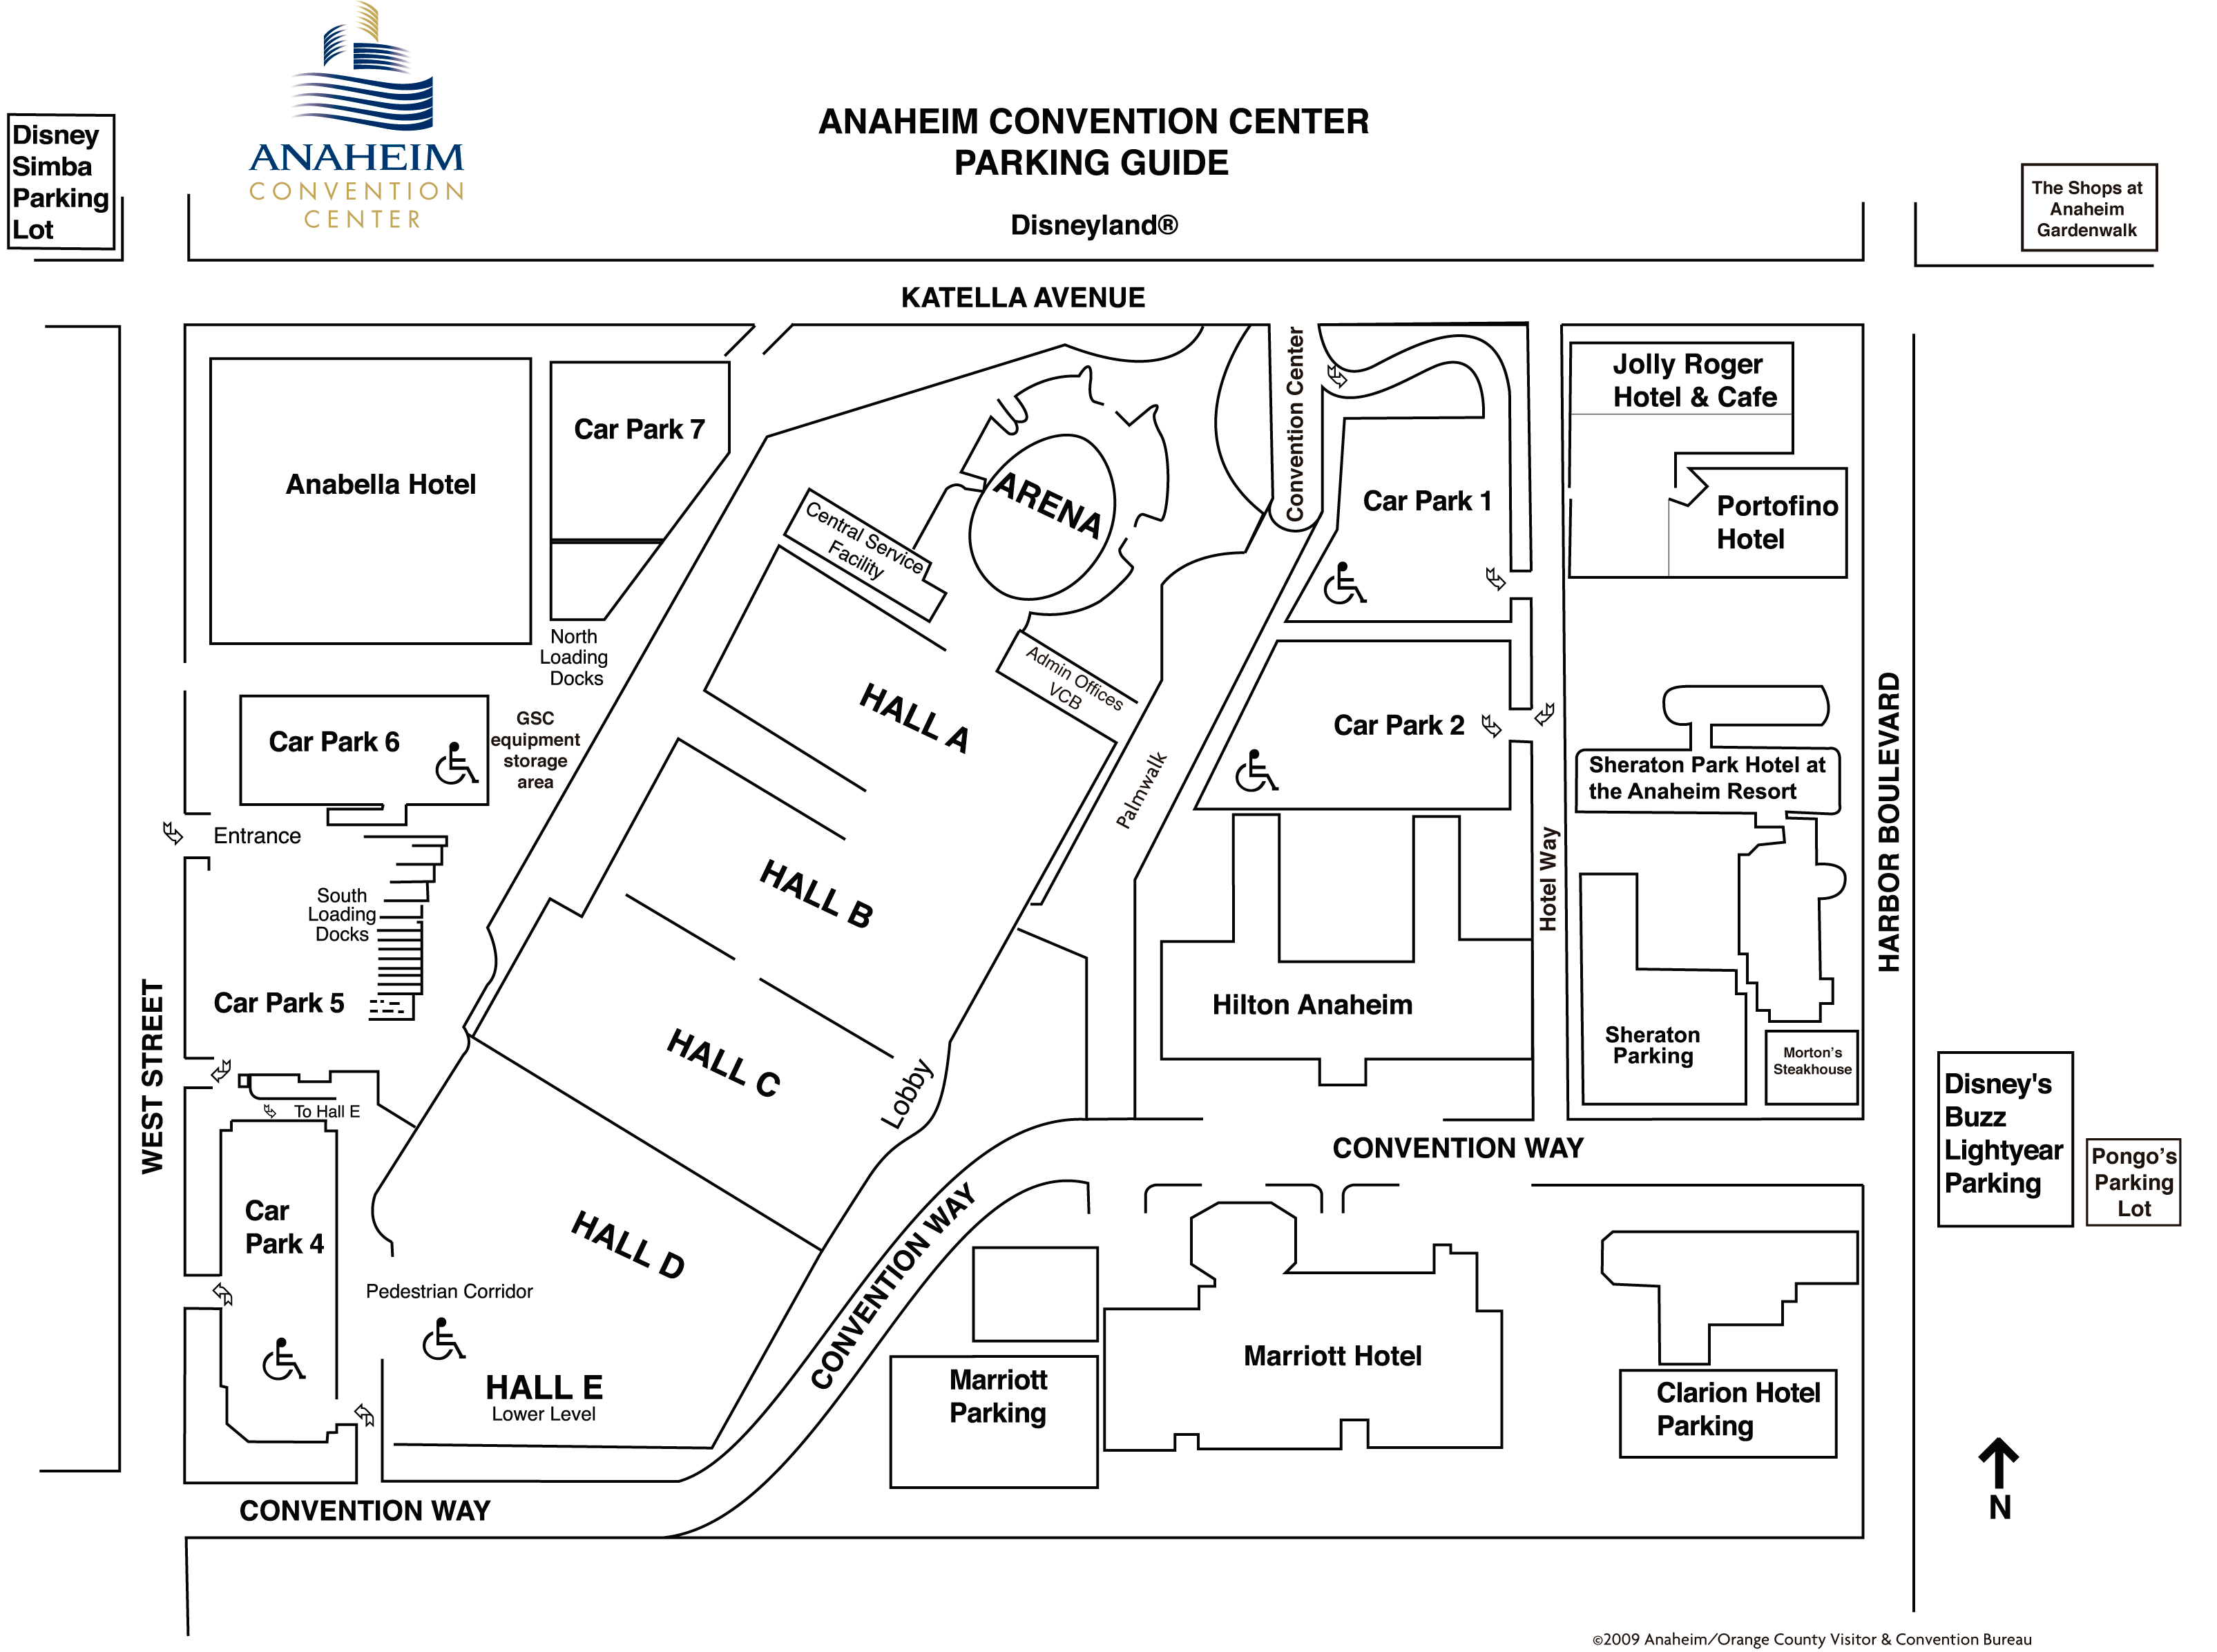 ANAHEIM
CONVENTION
CENTER
ANAHEIM CONVENTION CENTER
PARKING GUIDE
Disneyland®
Disney
Simba
Parking
Lot
The Shops at
Anaheim
Gardenwalk
KATELLA AVENUE
Anabella Hotel
Car Park 7
North
Loading
Docks
Central Service
Facility
ARENA
Admin Offices
VCB
Convention Center
Car Park 1
Jolly Roger
Hotel & Cafe
Portofino
Hotel
Car Park 6
GSC
equipment
storage
area
HALL A
Palmwalk
Car Park 2
Sheraton Park Hotel at
the Anaheim Resort
HARBOR BOULEVARD
Entrance
South
Loading
Docks
HALL B
Hotel Way
Car Park 5
WEST STREET
HALL C
Lobby
Hilton Anaheim
Sheraton
Parking
Morton's
Steakhouse
Disney's
Buzz
Lightyear
Parking
Pongo's
Parking
Lot
To Hall E
CONVENTION WAY
Car
Park 4
HALL D
CONVENTION WAY
Pedestrian Corridor
HALL E
Lower Level
Marriott
Parking
Marriott Hotel
Clarion Hotel
Parking
CONVENTION WAY
N
©2009 Anaheim/Orange County Visitor & Convention Bureau